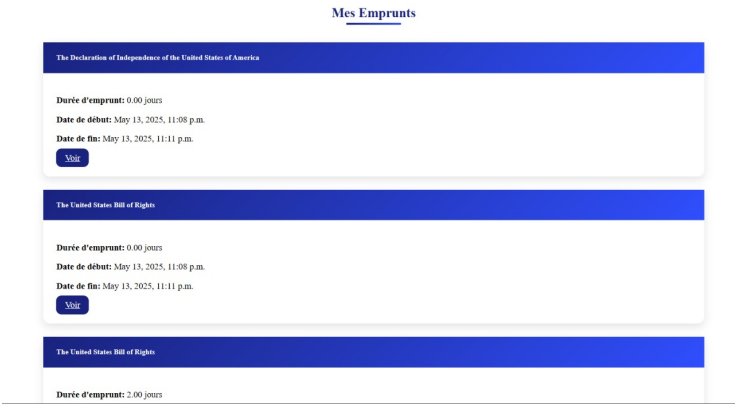 Mes Emprunts
The Declaration of Independence of the United States of America
Durée d'emprunt: 0.00 jours
Date de début: May 13, 2025, 11:08 p.m.
Date de fin: May 13, 2025, 11:11 p.m.
Voir
The United States Bill of Rights
Durée d'emprunt: 0.00 jours
Date de début: May 13, 2025, 11:08 p.m.
Date de fin: May 13, 2025, 11:11 p.m.
Voir
The United States Bill of Rights
Durée d'emprunt: 2.00 jours